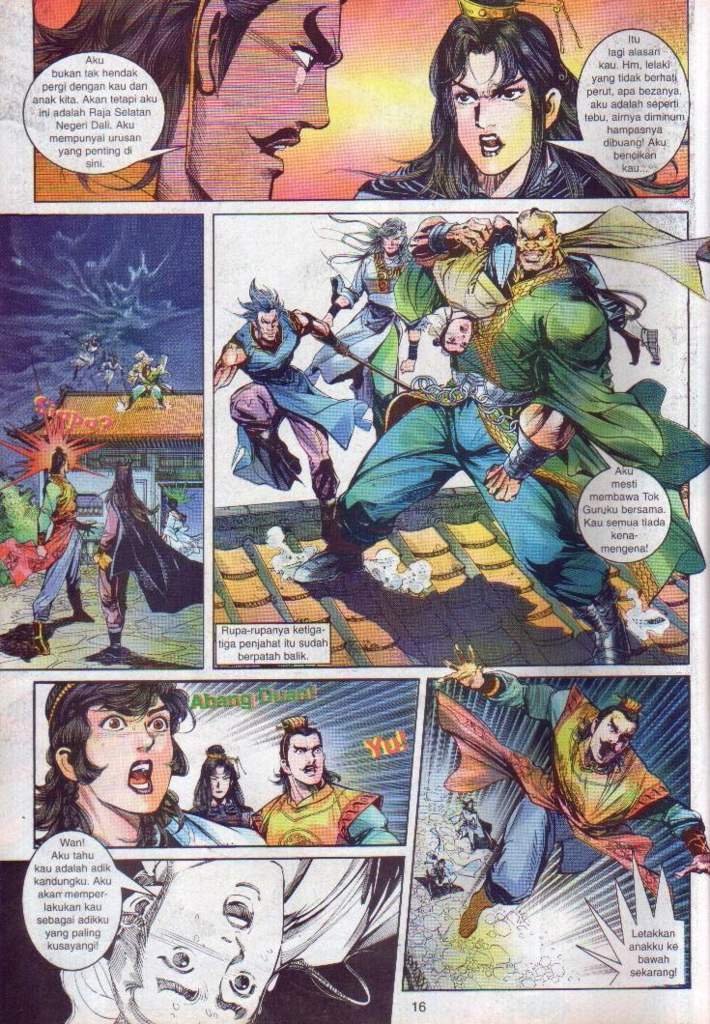 Aku
bukan tak hendak
pergi dengan kau dan
anak kita. Akan tetapi aku
ini adalah Raja Selatan
Negeri Dali. Aku
mempunyai urusan
yang penting di
sini.
Itu
lagi alasan
kau. Hm, lelaki
yang tidak berhati
perut, apa bezanya,
aku adalah seperti
tebu, airnya diminum
hampasnya
dibuang! Aku
bencikan
kau....
Siapa?
Aku
mesti
membawa Tok
Guruku bersama.
Kau semua tiada
kena-
mengena!
Rupa-rupanya ketiga-
tiga penjahat itu sudah
berpatah balik.
Abang Duan!
Yu!
Wan!
Aku tahu
kau adalah adik
kandungku. Aku
akan memper-
lakukan kau
sebagai adikku
yang paling
kusayangi!
Letakkan
anakku ke
bawah
sekarang!
16